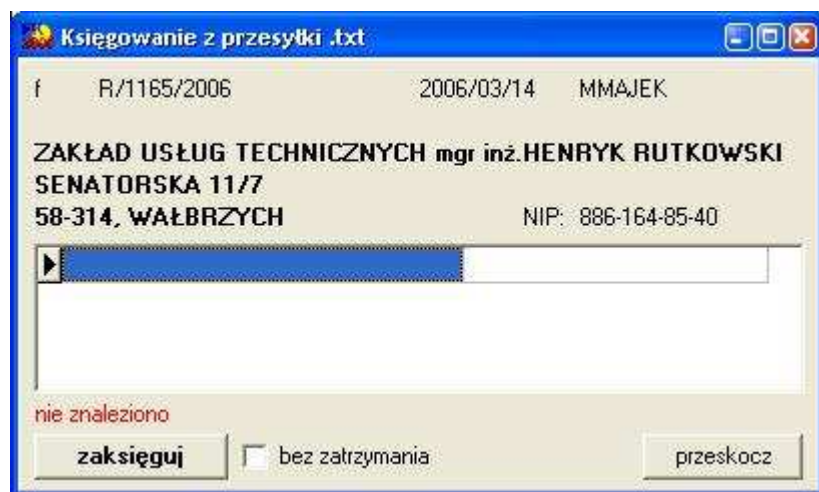 Księgowanie z przesyłki .txt
f R/1165/2006 2006/03/14 MMAJEK
ZAKŁAD USŁUG TECHNICZNYCH mgr inż.HENRYK RUTKOWSKI
SENATORSKA 11/7
58-314, WAŁBRZYCH NIP: 886-164-85-40
nie znaleziono
zaksięguj bez zatrzymania przeskocz